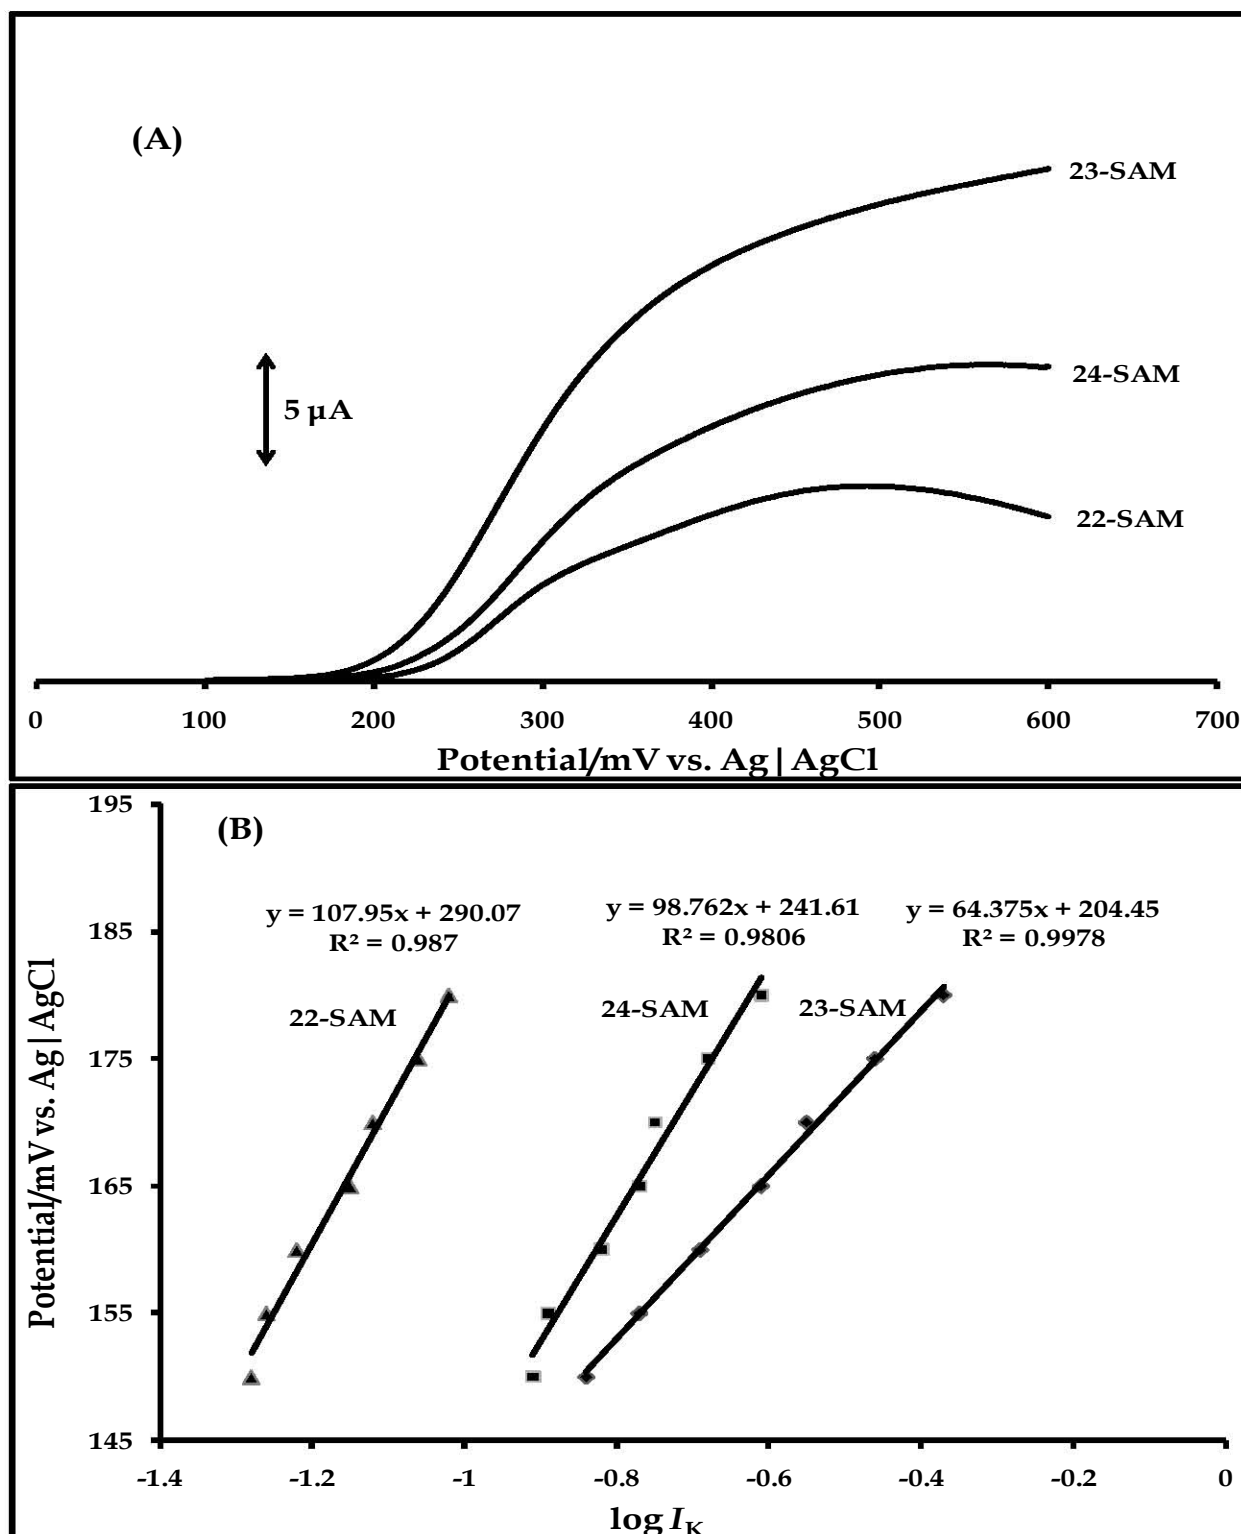 (A)
23-SAM
24-SAM
5 µA
22-SAM
0 100 200 300 400 500 600 700
Potential/mV vs. Ag|AgCl
195
(B)
y = 107.95x + 290.07
R² = 0.987
y = 98.762x + 241.61
R² = 0.9806
y = 64.375x + 204.45
R² = 0.9978
185
22-SAM
24-SAM
23-SAM
175
165
155
145
Potential/mV vs. Ag|AgCl
-1.4 -1.2 -1 -0.8 -0.6 -0.4 -0.2 0
log IK